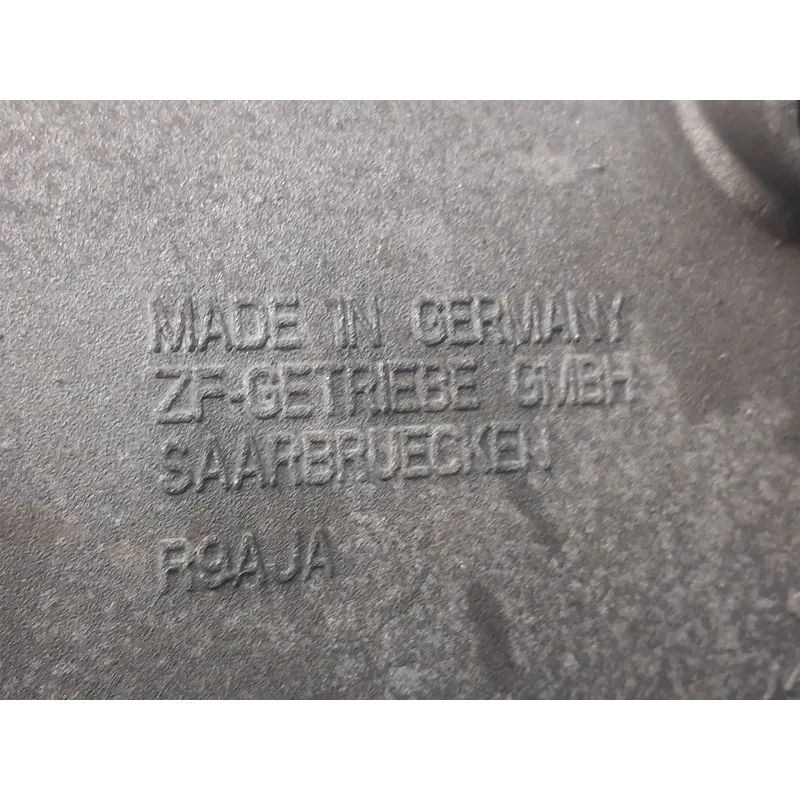 MADE IN GERMANY
ZF-GETRIEBE GMBH
SAARBRUECKEN
R9AJA